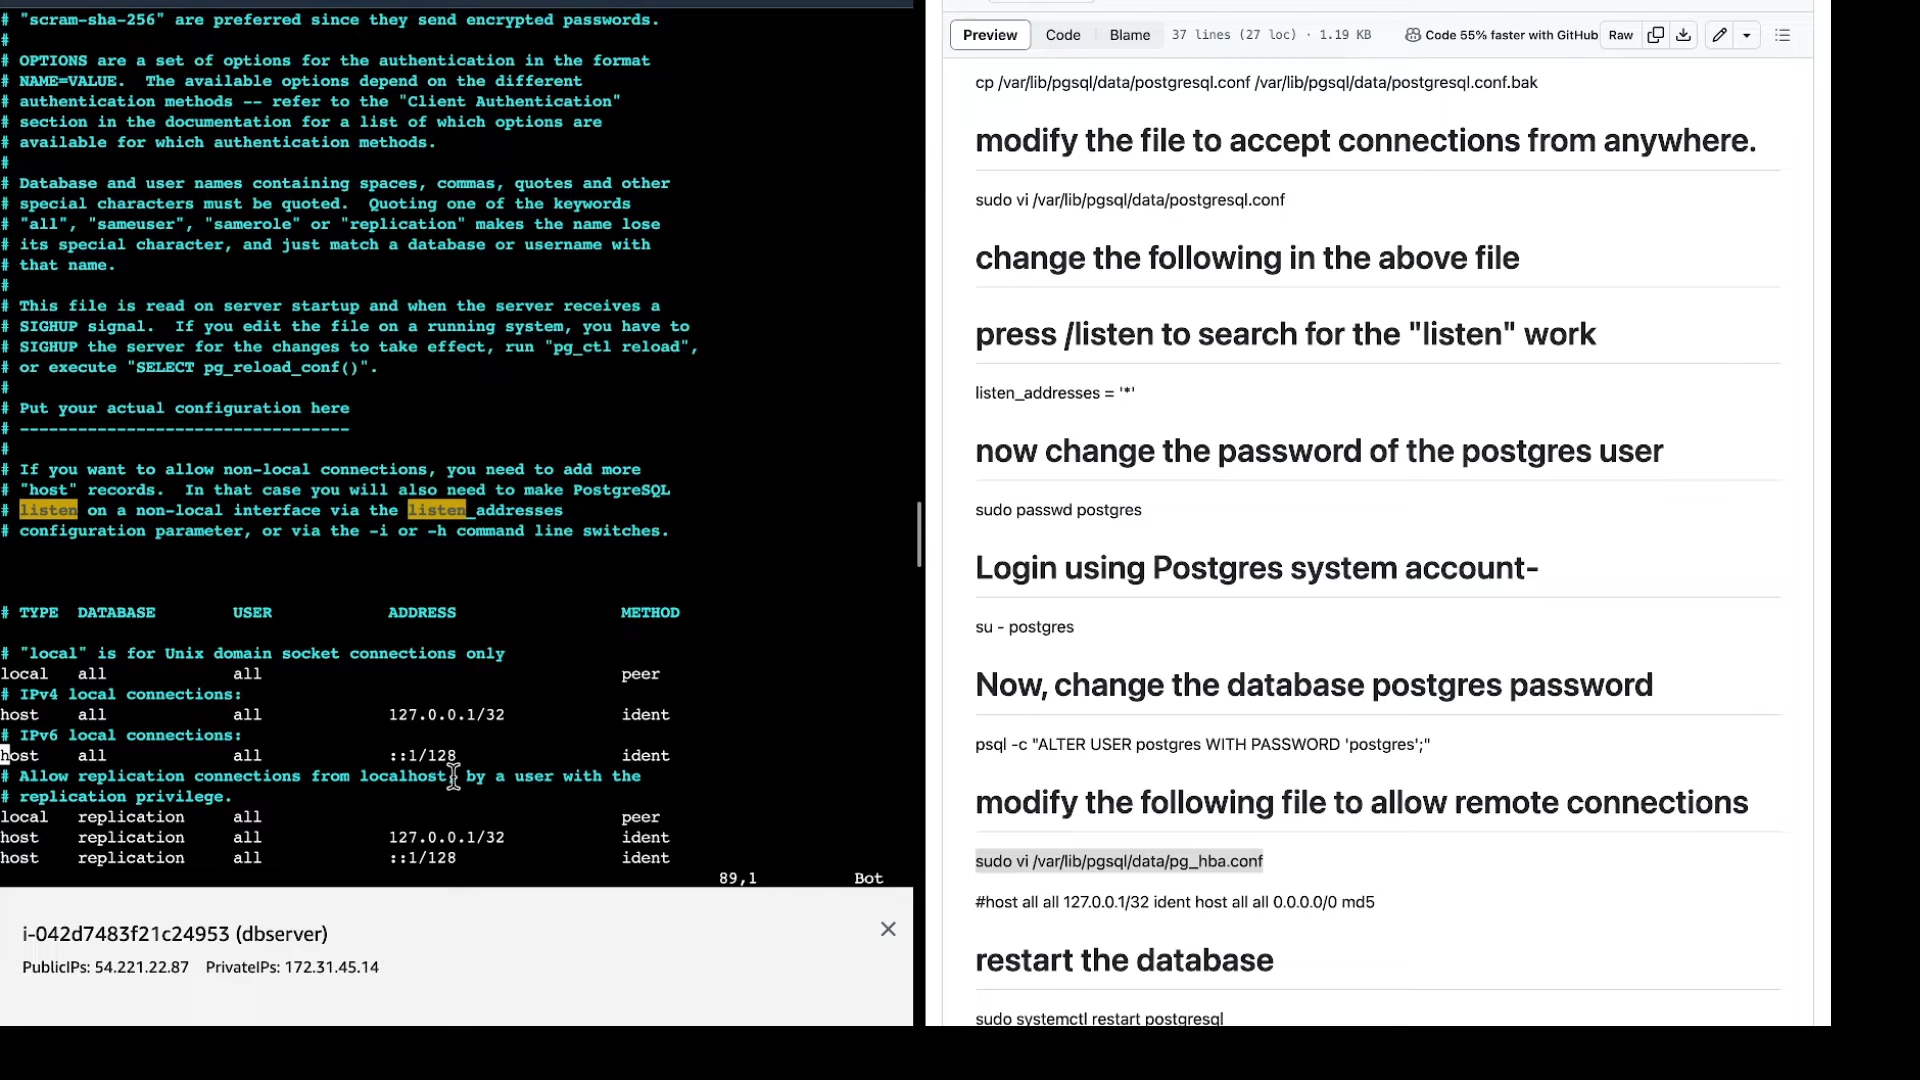 # "scram-sha-256" are preferred since they send encrypted passwords.
#
# OPTIONS are a set of options for the authentication in the format
# NAME=VALUE.  The available options depend on the different
# authentication methods -- refer to the "Client Authentication"
# section in the documentation for a list of which options are
# available for which authentication methods.
#
# Database and user names containing spaces, commas, quotes and other
# special characters must be quoted.  Quoting one of the keywords
# "all", "sameuser", "samerole" or "replication" makes the name lose
# its special character, and just match a database or username with
# that name.
#
# This file is read on server startup and when the server receives a
# SIGHUP signal.  If you edit the file on a running system, you have to
# SIGHUP the server for the changes to take effect, run "pg_ctl reload",
# or execute "SELECT pg_reload_conf()".
#
# Put your actual configuration here
# ----------------------------------
#
# If you want to allow non-local connections, you need to add more
# "host" records.  In that case you will also need to make PostgreSQL
# listen on a non-local interface via the listen_addresses
# configuration parameter, or via the -i or -h command line switches.
# TYPE  DATABASE        USER            ADDRESS                 METHOD
# "local" is for Unix domain socket connections only
local   all             all                                     peer
# IPv4 local connections:
host    all             all             127.0.0.1/32            ident
# IPv6 local connections:
host    all             all             ::1/128                 ident
# Allow replication connections from localhost, by a user with the
# replication privilege.
local   replication     all                                     peer
host    replication     all             127.0.0.1/32            ident
host    replication     all             ::1/128                 ident
89,1          Bot
i-042d7483f21c24953 (dbserver)
PublicIPs: 54.221.22.87    PrivateIPs: 172.31.45.14
Preview  Code  Blame  37 lines (27 loc) · 1.19 KB  Code 55% faster with GitHub  Raw
cp /var/lib/pgsql/data/postgresql.conf /var/lib/pgsql/data/postgresql.conf.bak
modify the file to accept connections from anywhere.
sudo vi /var/lib/pgsql/data/postgresql.conf
change the following in the above file
press /listen to search for the "listen" work
listen_addresses = '*'
now change the password of the postgres user
sudo passwd postgres
Login using Postgres system account-
su - postgres
Now, change the database postgres password
psql -c "ALTER USER postgres WITH PASSWORD 'postgres';"
modify the following file to allow remote connections
sudo vi /var/lib/pgsql/data/pg_hba.conf
#host all all 127.0.0.1/32 ident host all all 0.0.0.0/0 md5
restart the database
sudo systemctl restart postgresql